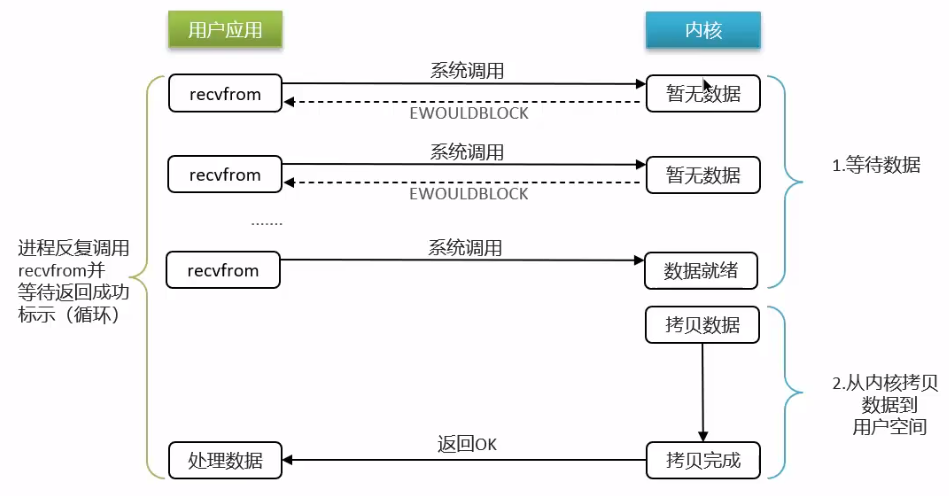 用户应用
内核
系统调用
recvfrom
暂无数据
EWOULDBLOCK
系统调用
recvfrom
暂无数据
EWOULDBLOCK
1.等待数据
.......
系统调用
recvfrom
数据就绪
进程反复调用
recvfrom并
等待返回成功
标示（循环）
拷贝数据
2.从内核拷贝
数据到
用户空间
返回OK
处理数据
拷贝完成